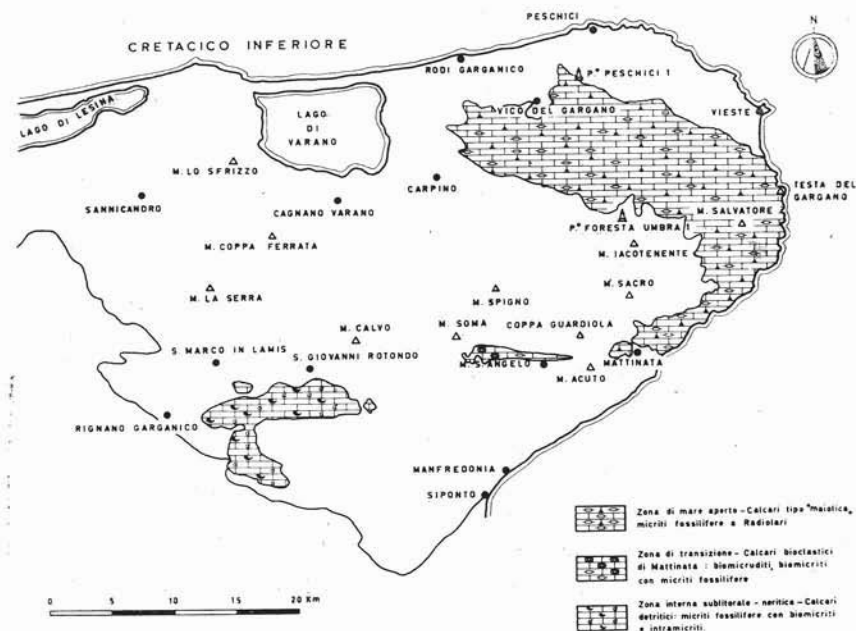 PESCHICI
N
CRETACICO INFERIORE
RODI GARGANICO
P.º PESCHICI 1
LAGO DI LESINA
LAGO
DI
VARANO
VICO DEL GARGANO
VIESTE
M. LO SFRIZZO
CARPINO
TESTA DEL
GARGANO
SANNICANDRO
CAGNANO VARANO
M. SALVATORE
P.º FORESTA UMBRA 1
M. COPPA FERRATA
M. IACOTENENTE
M. LA SERRA
M. SPIGNO
M. SACRO
M. CALVO
M. SOMA
COPPA GUARDIOLA
S. MARCO IN LAMIS
S. GIOVANNI ROTONDO
M. S. ANGELO
MATTINATA
M. ACUTO
RIGNANO GARGANICO
MANFREDONIA
SIPONTO
Zona di mare aperto - Calcari tipo "maiolica"
micriti fossilifere a Radiolari
Zona di transizione - Calcari bioclastici
di Mattinata : biomicruditi, biomicriti
con micriti fossilifere
Zona interna sublitorale - neritica - Calcari
detritici: micriti fossilifere con biomicriti
e intramicriti.
0 5 10 15 20 Km